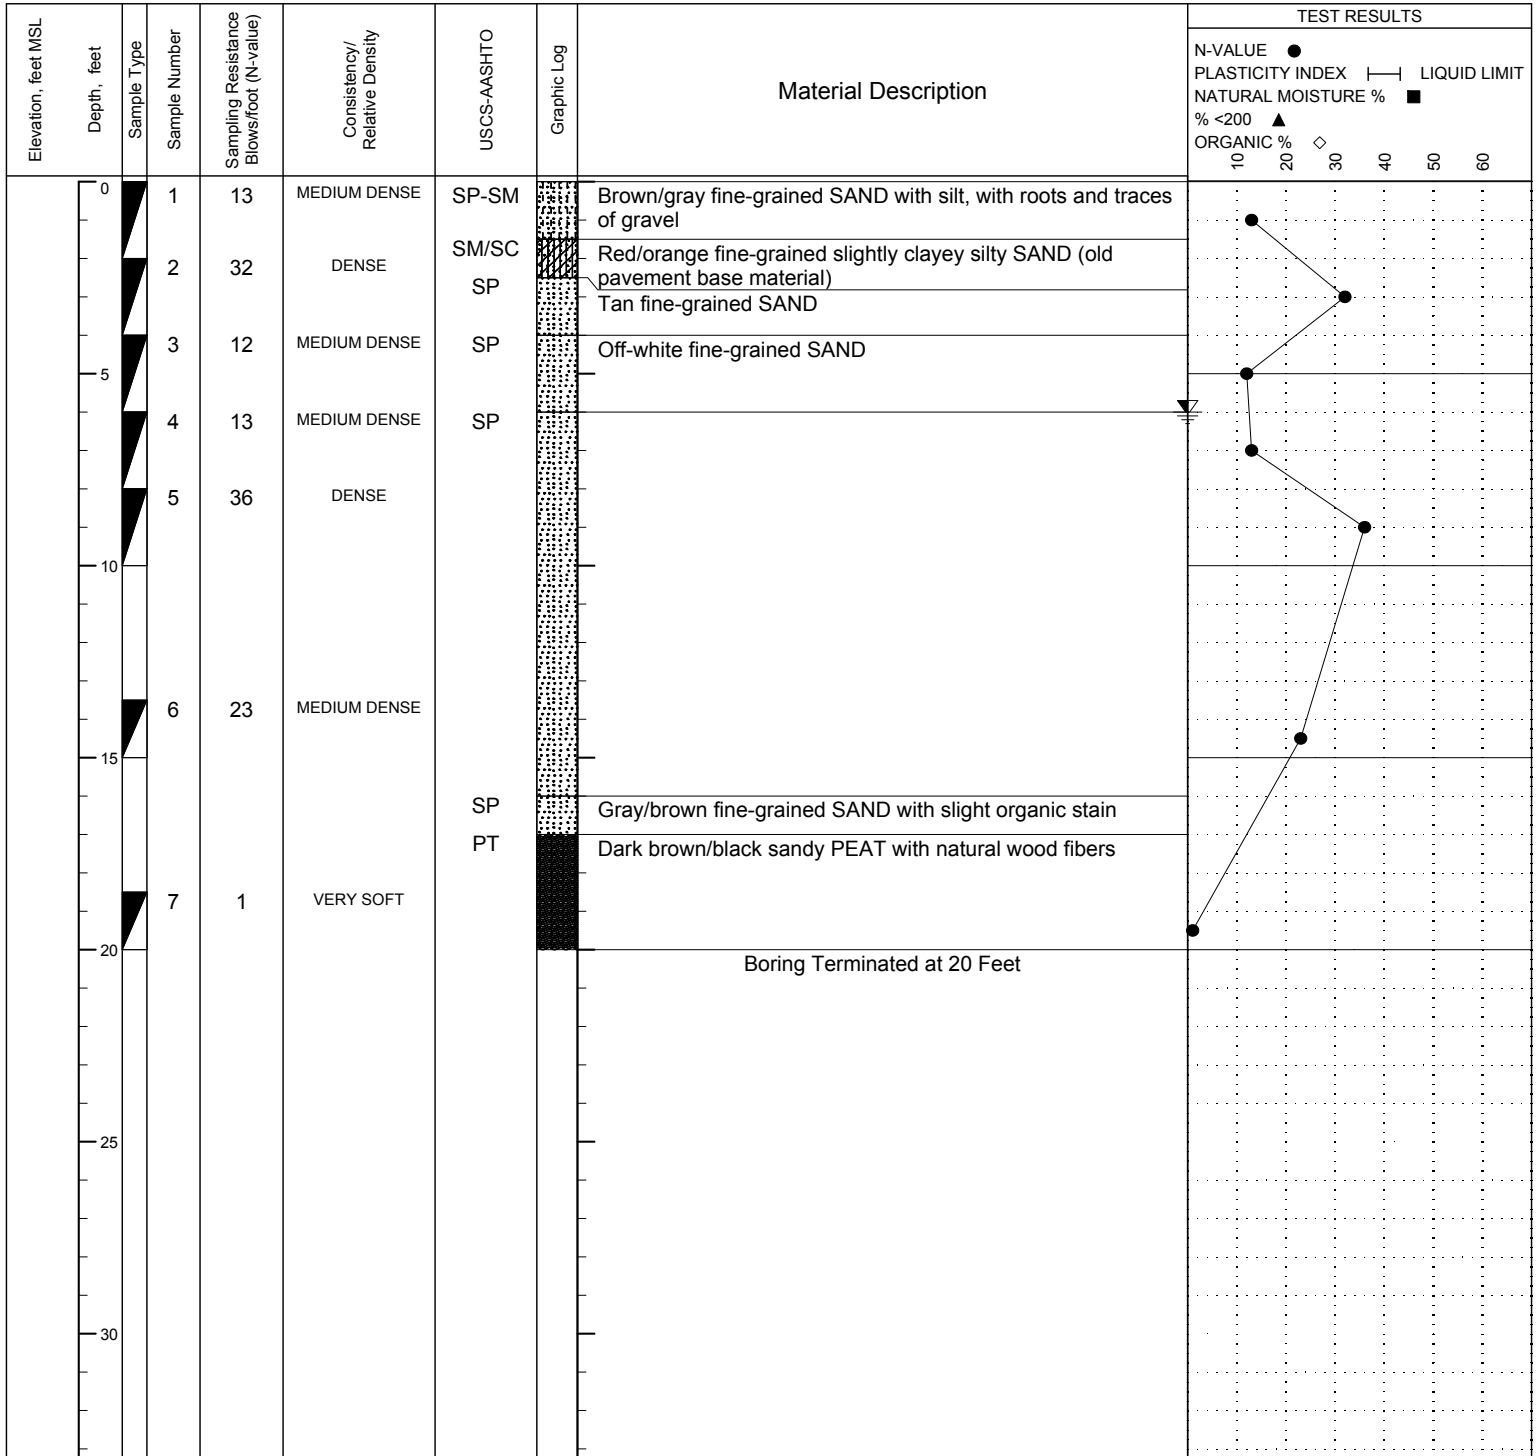 Elevation, feet MSL
Depth, feet
Sample Type
Sample Number
Sampling Resistance
Blows/foot (N-value)
Consistency/
Relative Density
USCS-AASHTO
Graphic Log
Material Description
TEST RESULTS
N-VALUE
PLASTICITY INDEX LIQUID LIMIT
NATURAL MOISTURE %
% <200
ORGANIC %
10 20 30 40 50 60
0 1 13 MEDIUM DENSE SP-SM Brown/gray fine-grained SAND with silt, with roots and traces
of gravel
SM/SC Red/orange fine-grained slightly clayey silty SAND (old
2 32 DENSE pavement base material)
SP Tan fine-grained SAND
3 12 MEDIUM DENSE SP Off-white fine-grained SAND
5
4 13 MEDIUM DENSE SP
5 36 DENSE
10
6 23 MEDIUM DENSE
15
SP Gray/brown fine-grained SAND with slight organic stain
PT Dark brown/black sandy PEAT with natural wood fibers
7 1 VERY SOFT
20 Boring Terminated at 20 Feet
25
30